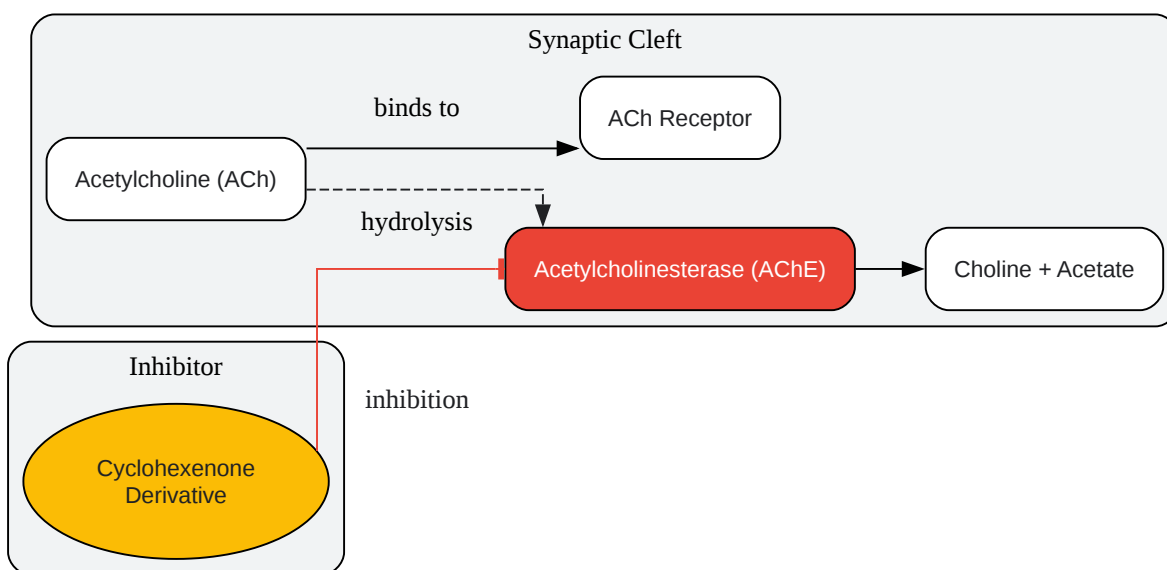 Synaptic Cleft
binds to
ACh Receptor
Acetylcholine (ACh)
hydrolysis
Acetylcholinesterase (AChE)
Choline + Acetate
Inhibitor
inhibition
Cyclohexenone
Derivative